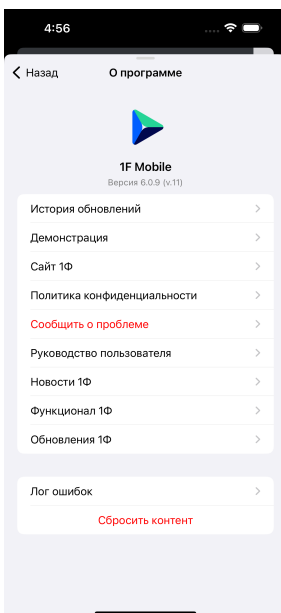 4:56
Назад
О программе
1F Mobile
Версия 6.0.9 (v.11)
История обновлений
Демонстрация
Сайт 1Ф
Политика конфиденциальности
Сообщить о проблеме
Руководство пользователя
Новости 1Ф
Функционал 1Ф
Обновления 1Ф
Лог ошибок
Сбросить контент